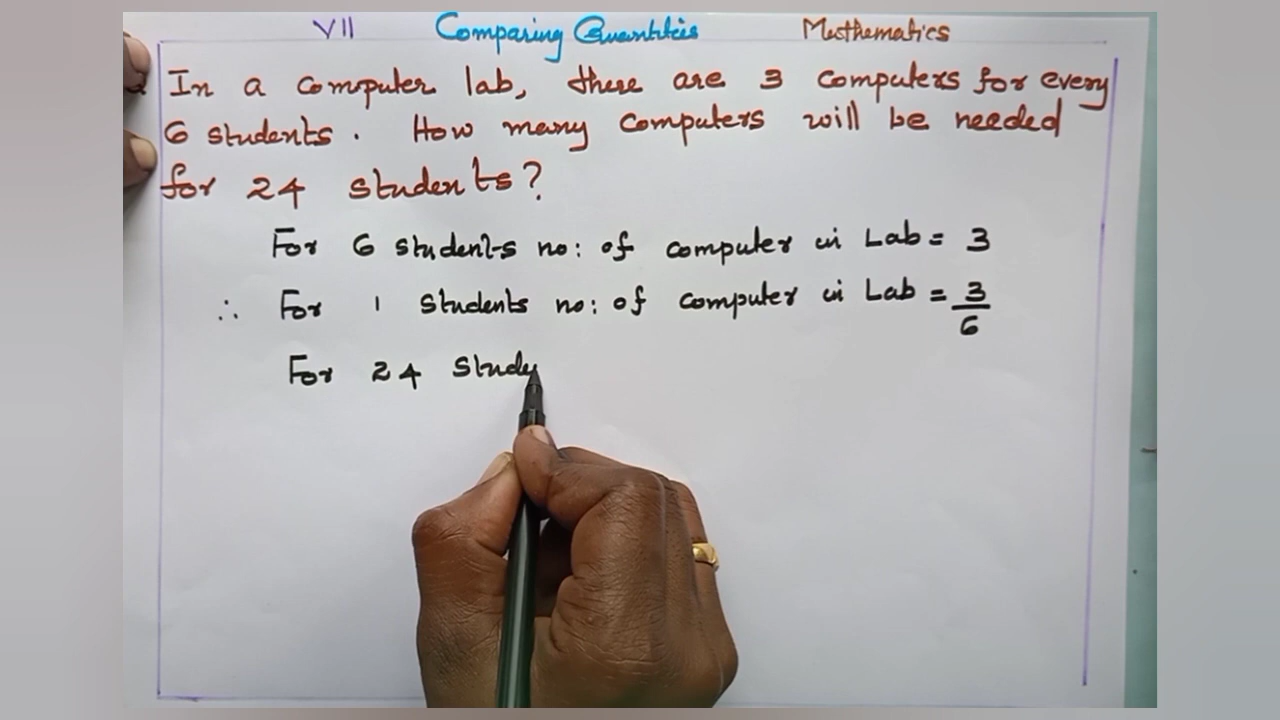 VII Comparing Quantities Mathematics
In a computer lab, there are 3 computers for every
6 students. How many computers will be needed
for 24 students?
For 6 students no: of computer in Lab = 3
∴ For 1 students no: of computer in Lab = 3/6
For 24 Stude